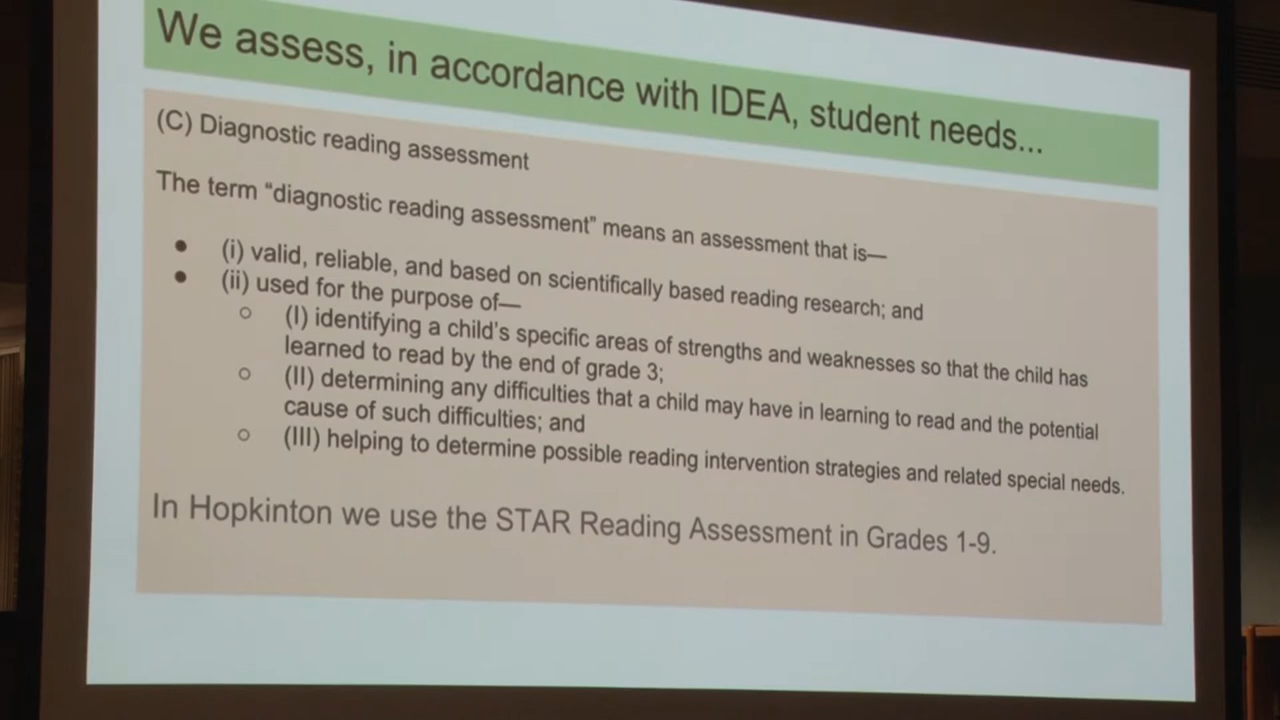 We assess, in accordance with IDEA, student needs...
(C) Diagnostic reading assessment
The term “diagnostic reading assessment” means an assessment that is—
● (i) valid, reliable, and based on scientifically based reading research; and
● (ii) used for the purpose of—
○ (I) identifying a child’s specific areas of strengths and weaknesses so that the child has
learned to read by the end of grade 3;
○ (II) determining any difficulties that a child may have in learning to read and the potential
cause of such difficulties; and
○ (III) helping to determine possible reading intervention strategies and related special needs.
In Hopkinton we use the STAR Reading Assessment in Grades 1-9.